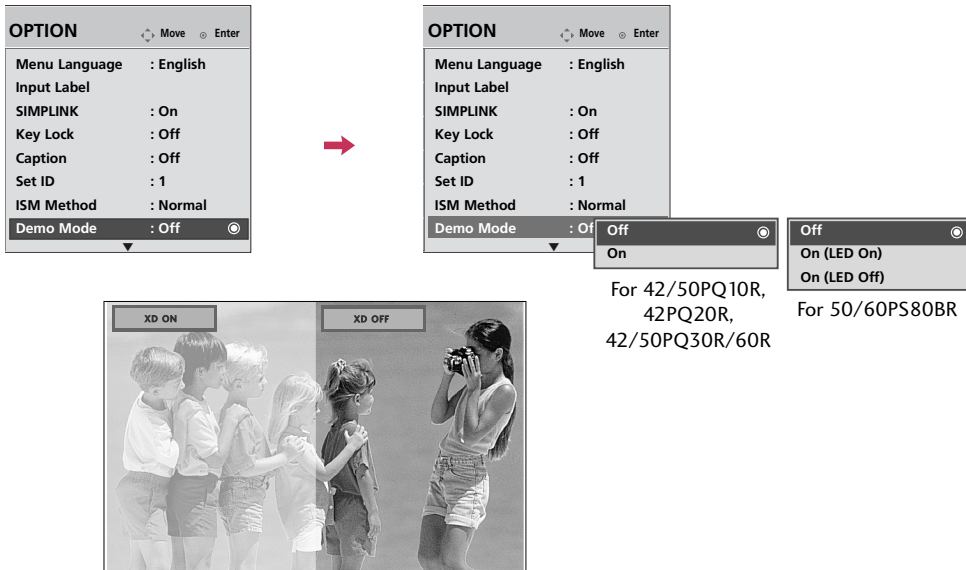 OPTION Move Enter
Menu Language : English
Input Label
SIMPLINK : On
Key Lock : Off
Caption : Off
Set ID : 1
ISM Method : Normal
Demo Mode : Off
OPTION Move Enter
Menu Language : English
Input Label
SIMPLINK : On
Key Lock : Off
Caption : Off
Set ID : 1
ISM Method : Normal
Demo Mode : Of
Off
On
For 42/50PQ10R,
42PQ20R,
42/50PQ30R/60R
Off
On (LED On)
On (LED Off)
For 50/60PS80BR
XD ON
XD OFF